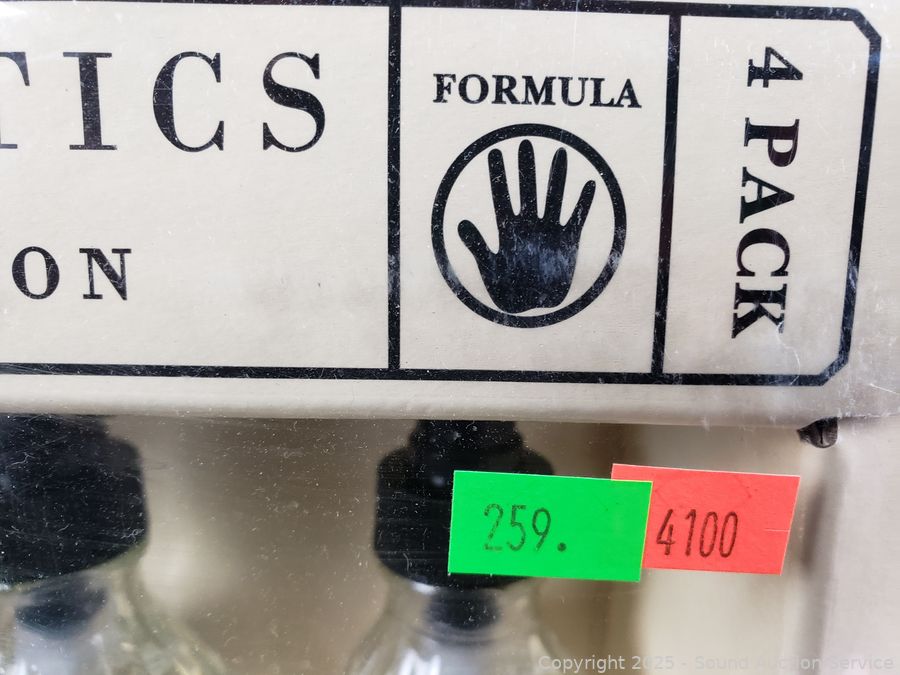 TICS
ON
FORMULA
4 PACK
259.
4100
Copyright 2025 - Sound Auction Service